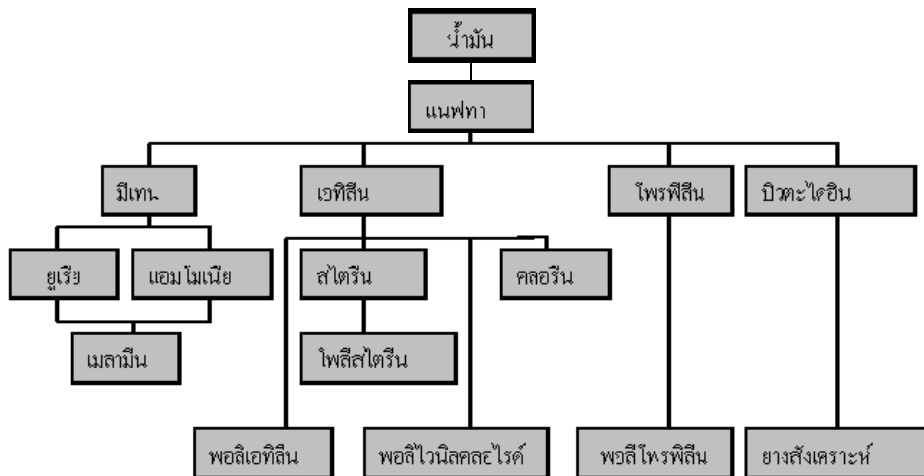 น้ำมัน
แนฟทา
มีเทน
เอทิลีน
โพรพิลีน
บิวตะไดอีน
ยูเรีย
แอมโมเนีย
สไตรีน
คลอรีน
เมลามีน
โพลีสไตรีน
พอลิเอทิลีน
พอลิไวนิลคลอไรด์
พอลิโพรพิลีน
ยางสังเคราะห์